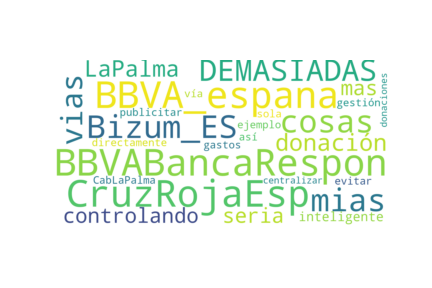 LaPalma DEMASIADAS
vias BBVA_espana mas
vía
publicitar gestión donaciones
Bizum_ES sola cosas
ejemplo
directamente así donación
gastos
BBVABancaRespon
CabLaPalma centralizar evitar
CruzRojaEsp mias
controlando seria inteligente